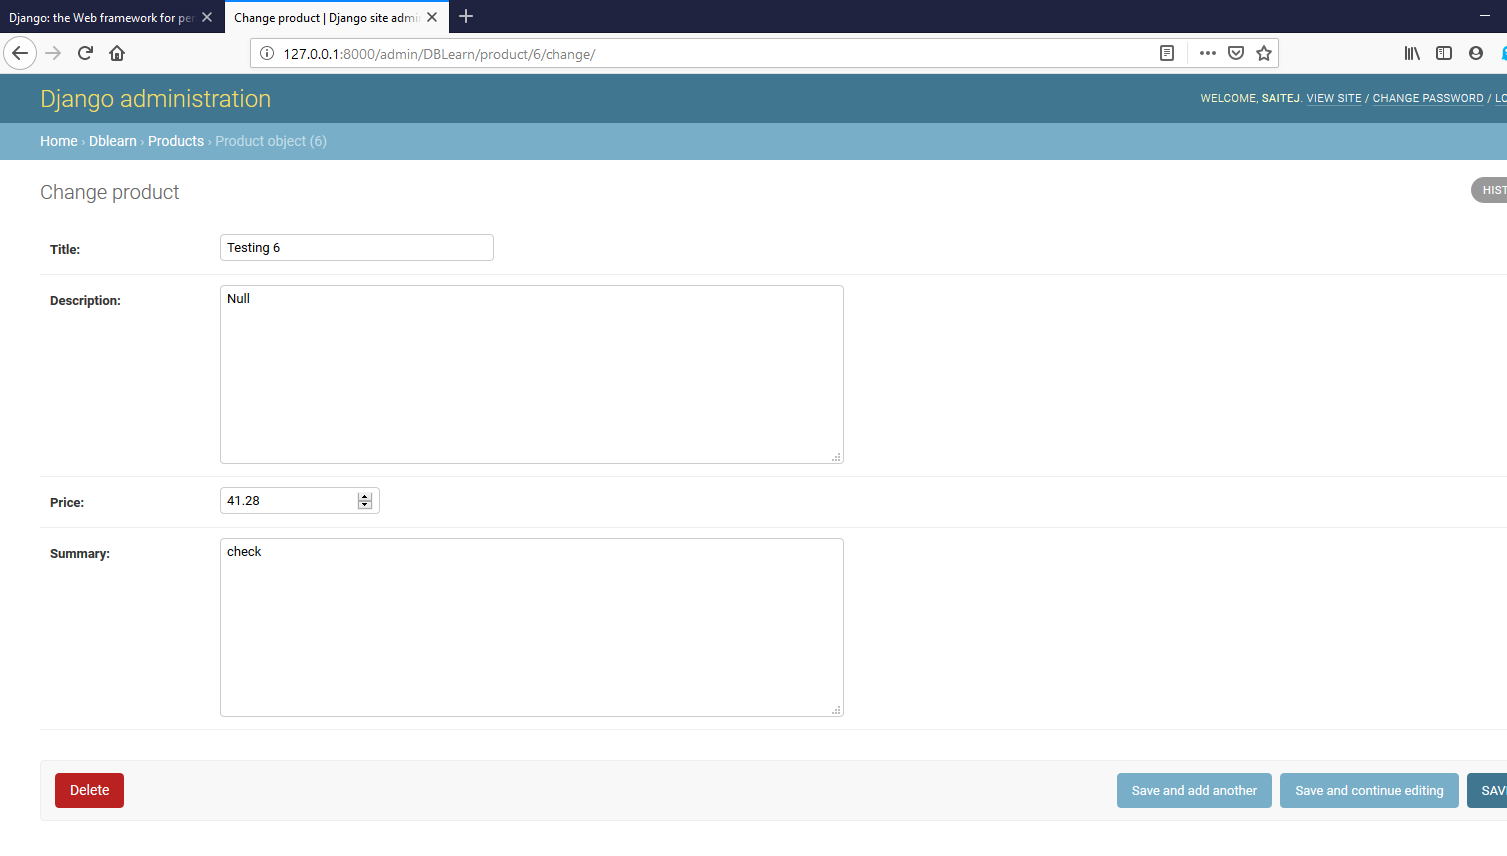 Django: the Web framework for per
Change product | Django site admi
127.0.0.1:8000/admin/DBLearn/product/6/change/
Django administration
WELCOME, SAITEJ. VIEW SITE / CHANGE PASSWORD / LO
Home › Dblearn › Products › Product object (6)
Change product
HIST
Title:
Testing 6
Description:
Null
Price:
41.28
Summary:
check
Delete
Save and add another
Save and continue editing
SAV